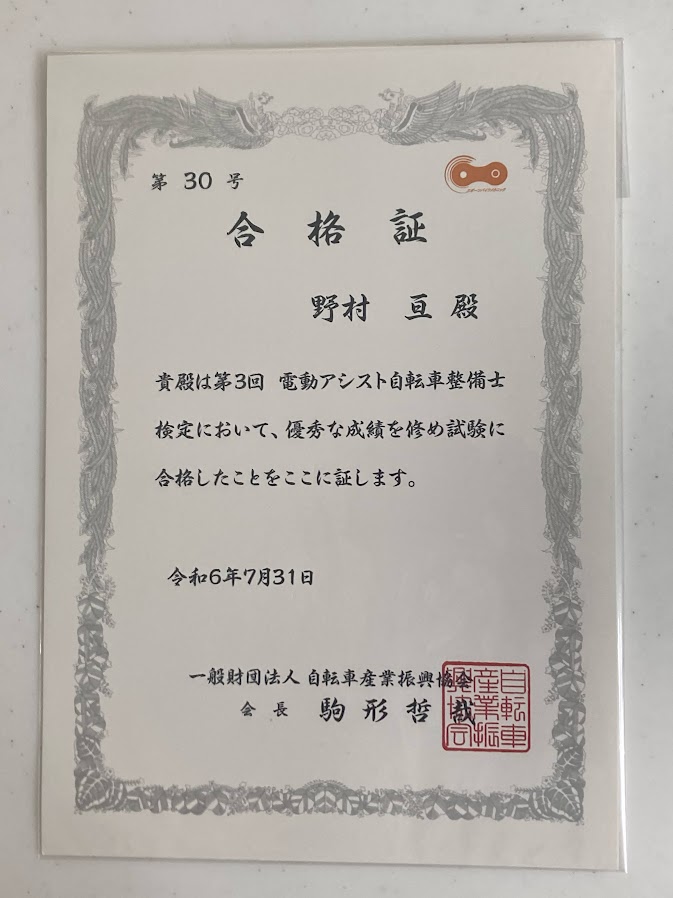 第 30 号
合格証
野村 亘 殿
貴殿は第3回 電動アシスト自転車整備士
検定において、優秀な成績を修め試験に
合格したことをここに証します。
令和6年7月31日
一般財団法人 自転車産業振興協会
会長 駒形哲哉
自転車
産業振
興協会